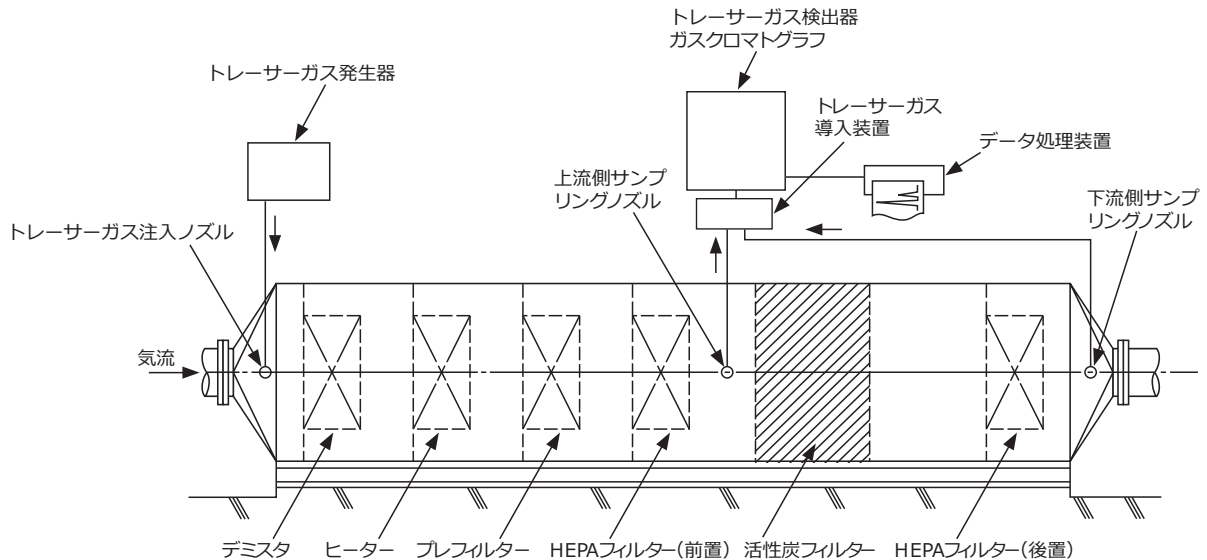 トレーサーガス検出器
ガスクロマトグラフ
トレーサーガス発生器
トレーサーガス
導入装置
データ処理装置
上流側サンプ
リングノズル
下流側サンプ
リングノズル
トレーサーガス注入ノズル
気流
デミスタ
ヒーター
プレフィルター
HEPAフィルター(前置)
活性炭フィルター
HEPAフィルター(後置)